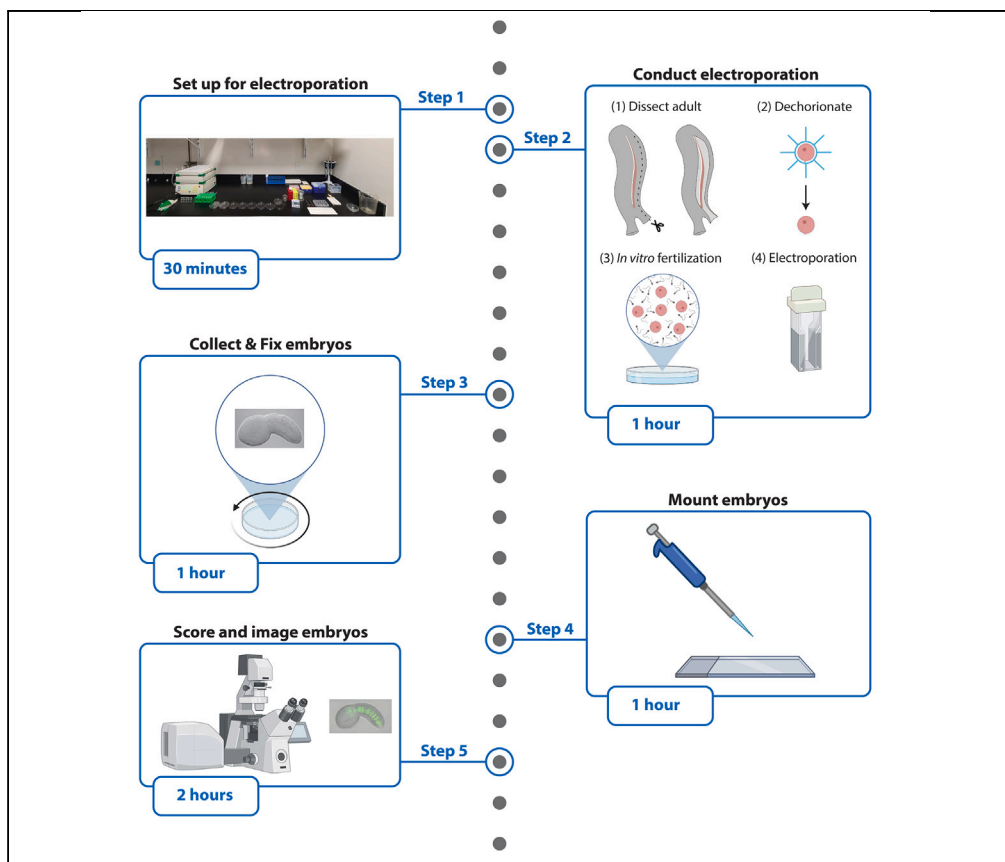 Set up for electroporation
Step 1
30 minutes
Conduct electroporation
Step 2
(1) Dissect adult
(2) Dechorionate
(3) In vitro fertilization
(4) Electroporation
1 hour
Collect & Fix embryos
Step 3
1 hour
Mount embryos
Step 4
1 hour
Score and image embryos
Step 5
2 hours